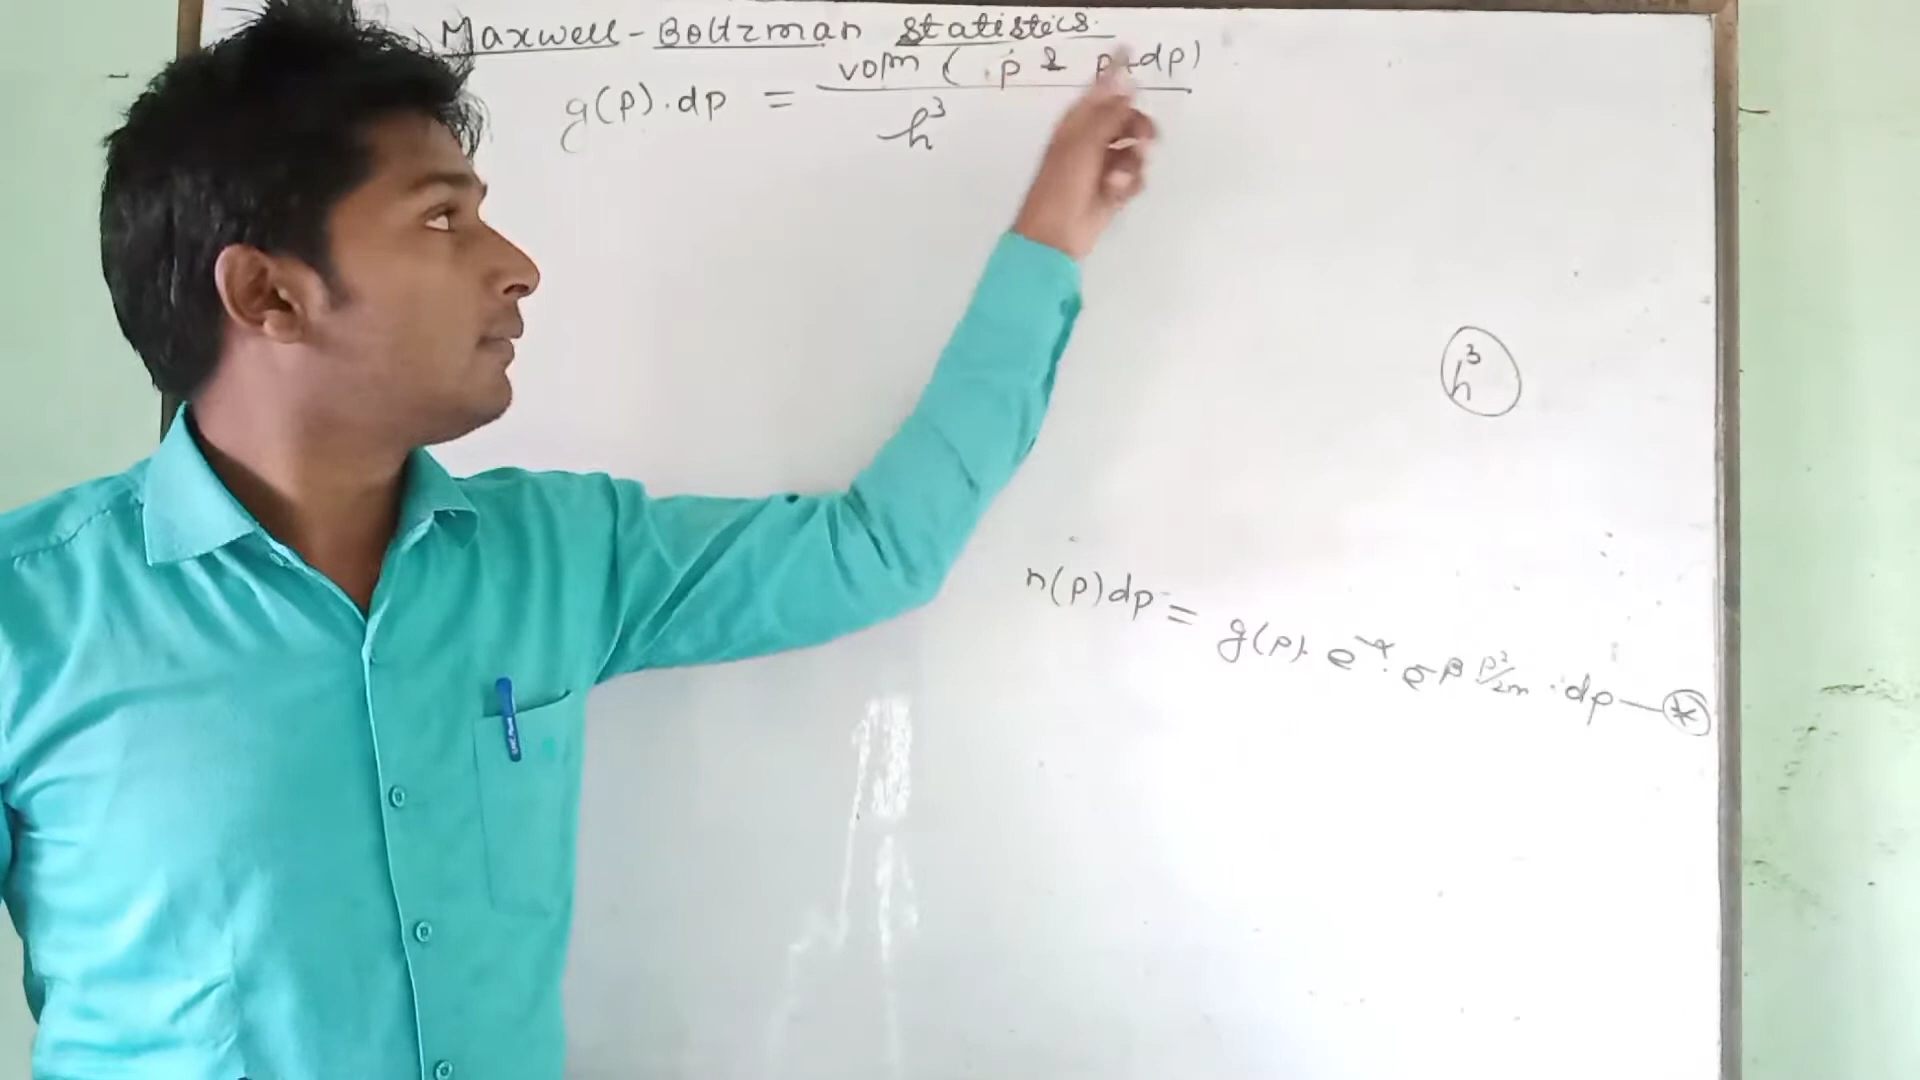 Maxwell-Boltzman Statistics.
g(p).dp = volm ( p & p+dp) / h³
h³
n(p)dp = g(p). e^-α . e^-β p²/2m . dp — *